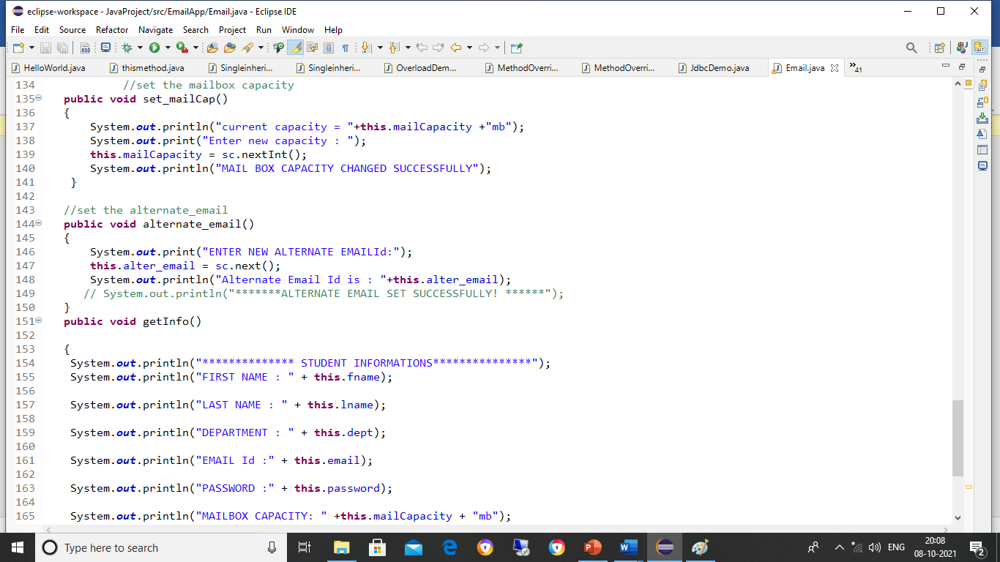 eclipse-workspace - JavaProject/src/EmailApp/Email.java - Eclipse IDE
File Edit Source Refactor Navigate Search Project Run Window Help
HelloWorld.java thismethod.java Singleinheri... Singleinheri... OverloadDem... MethodOverri... MethodOverri... JdbcDemo.java Email.java »41
134 //set the mailbox capacity
135 public void set_mailCap()
136 {
137 System.out.println("current capacity = "+this.mailCapacity +"mb");
138 System.out.print("Enter new capacity : ");
139 this.mailCapacity = sc.nextInt();
140 System.out.println("MAIL BOX CAPACITY CHANGED SUCCESSFULLY");
141 }
142
143 //set the alternate_email
144 public void alternate_email()
145 {
146 System.out.print("ENTER NEW ALTERNATE EMAILId:");
147 this.alter_email = sc.next();
148 System.out.println("Alternate Email Id is : "+this.alter_email);
149 // System.out.println("*******ALTERNATE EMAIL SET SUCCESSFULLY! ******");
150 }
151 public void getInfo()
152
153 {
154 System.out.println("************** STUDENT INFORMATIONS***************");
155 System.out.println("FIRST NAME : " + this.fname);
156
157 System.out.println("LAST NAME : " + this.lname);
158
159 System.out.println("DEPARTMENT : " + this.dept);
160
161 System.out.println("EMAIL Id :" + this.email);
162
163 System.out.println("PASSWORD :" + this.password);
164
165 System.out.println("MAILBOX CAPACITY: " +this.mailCapacity + "mb");
Type here to search
ENG
20:08
08-10-2021
2